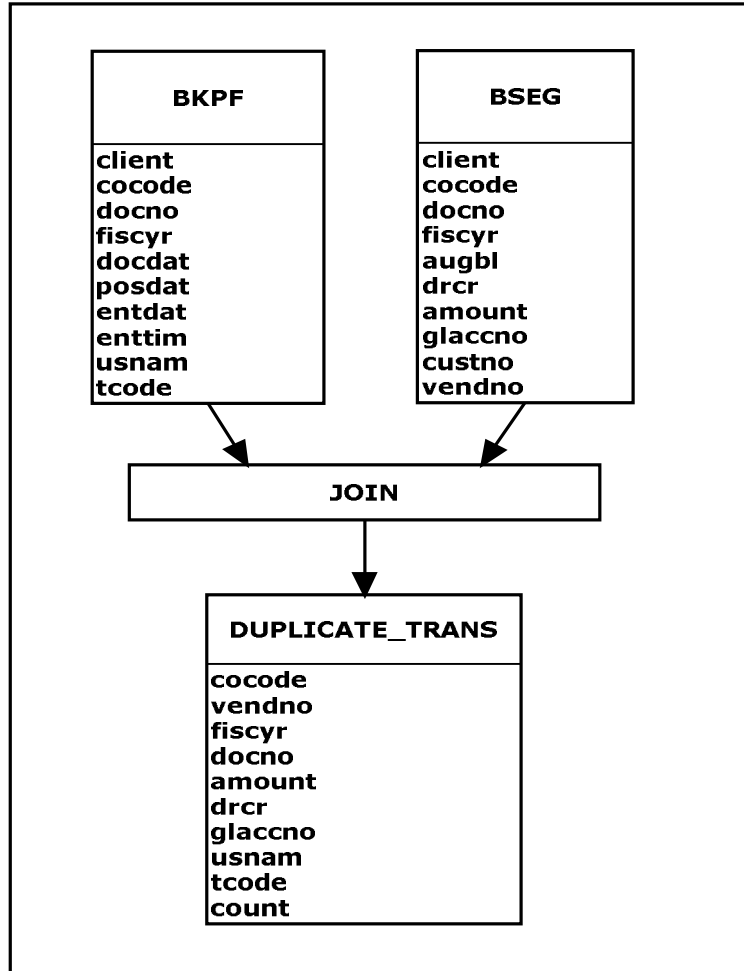 BKPF
client
cocode
docno
fiscyr
docdat
posdat
entdat
enttim
usnam
tcode
BSEG
client
cocode
docno
fiscyr
augbl
drcr
amount
glaccno
custno
vendno
JOIN
DUPLICATE_TRANS
cocode
vendno
fiscyr
docno
amount
drcr
glaccno
usnam
tcode
count